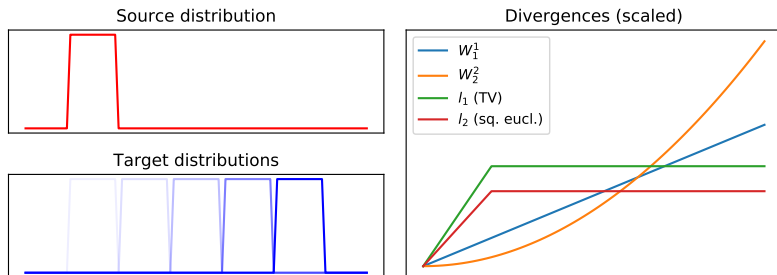 Source distribution
Target distributions
Divergences (scaled)
W₁¹
W₂²
l₁ (TV)
l₂ (sq. eucl.)